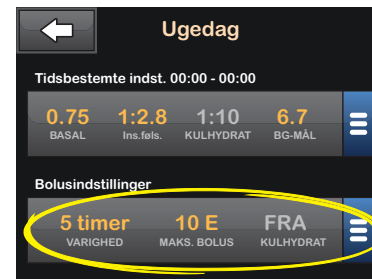 Ugedag
Tidsbestemte indst. 00:00 - 00:00
0.75 1:2.8 1:10 6.7
BASAL Ins.føls. KULHYDRAT BG-MÅL
Bolusindstillinger
5 timer 10 E FRA
VARIGHED MAKS. BOLUS KULHYDRAT